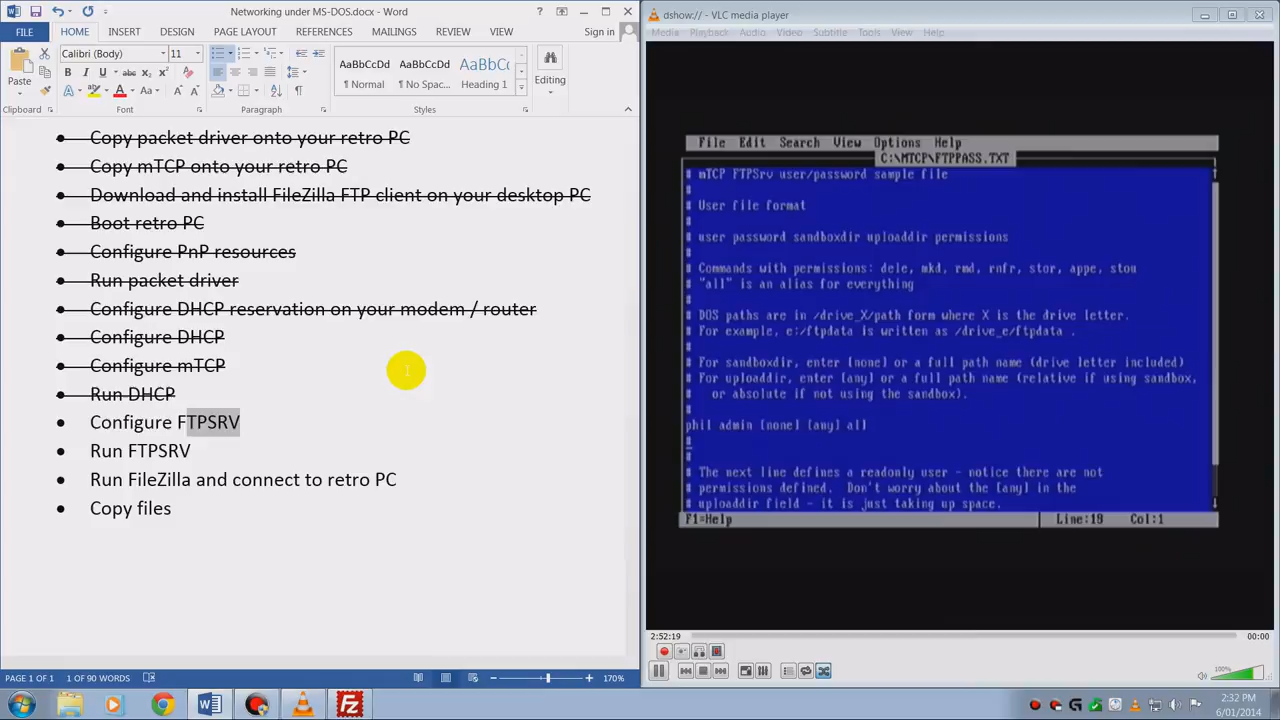 Networking under MS-DOS.docx - Word
FILE HOME INSERT DESIGN PAGE LAYOUT REFERENCES MAILINGS REVIEW VIEW Sign in
Paste
Calibri (Body) 11
AaBbCcDd AaBbCcDd AaBbCc
¶ Normal ¶ No Spac... Heading 1
Editing
Clipboard Font Paragraph Styles
• Copy packet driver onto your retro PC
• Copy mTCP onto your retro PC
• Download and install FileZilla FTP client on your desktop PC
• Boot retro PC
• Configure PnP resources
• Run packet driver
• Configure DHCP reservation on your modem / router
• Configure DHCP
• Configure mTCP
• Run DHCP
• Configure FTPSRV
• Run FTPSRV
• Run FileZilla and connect to retro PC
• Copy files
PAGE 1 OF 1 1 OF 90 WORDS 170%
dshow:// - VLC media player
Media Playback Audio Video Subtitle Tools View Help
File Edit Search View Options Help
C:\MTCP\FTPPASS.TXT
# mTCP FTPSrv user/password sample file
#
# User file format
#
# user password sandboxdir uploaddir permissions
#
# Commands with permissions: dele, mkd, rmd, rnfr, stor, appe, stou
# "all" is an alias for everything
#
# DOS paths are in /drive_X/path form where X is the drive letter.
# For example, e:/ftpdata is written as /drive_e/ftpdata .
#
# For sandboxdir, enter [none] or a full path name (drive letter included)
# For uploaddir, enter [any] or a full path name (relative if using sandbox,
# or absolute if not using the sandbox).
#
phil admin [none] [any] all
#
#
# The next line defines a readonly user - notice there are not
# permissions defined. Don't worry about the [any] in the
# uploaddir field - it is just taking up space.
F1=Help Line:18 Col:1
2:52:19 00:00
100%
2:32 PM
6/01/2014